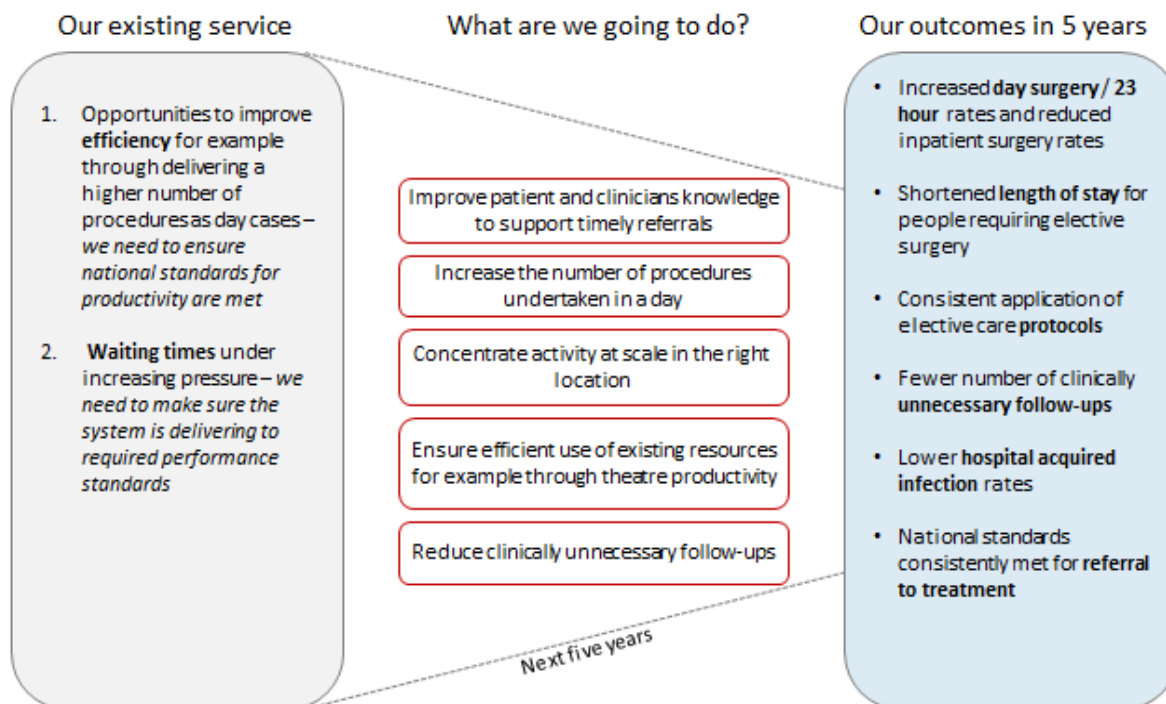 Our existing service
1. Opportunities to improve
efficiency for example
through delivering a
higher number of
procedures as day cases –
we need to ensure
national standards for
productivity are met
2. Waiting times under
increasing pressure – we
need to make sure the
system is delivering to
required performance
standards
What are we going to do?
Improve patient and clinicians knowledge
to support timely referrals
Increase the number of procedures
undertaken in a day
Concentrate activity at scale in the right
location
Ensure efficient use of existing resources
for example through theatre productivity
Reduce clinically unnecessary follow-ups
Next five years
Our outcomes in 5 years
• Increased day surgery / 23
hour rates and reduced
inpatient surgery rates
• Shortened length of stay for
people requiring elective
surgery
• Consistent application of
elective care protocols
• Fewer number of clinically
unnecessary follow-ups
• Lower hospital acquired
infection rates
• National standards
consistently met for referral
to treatment